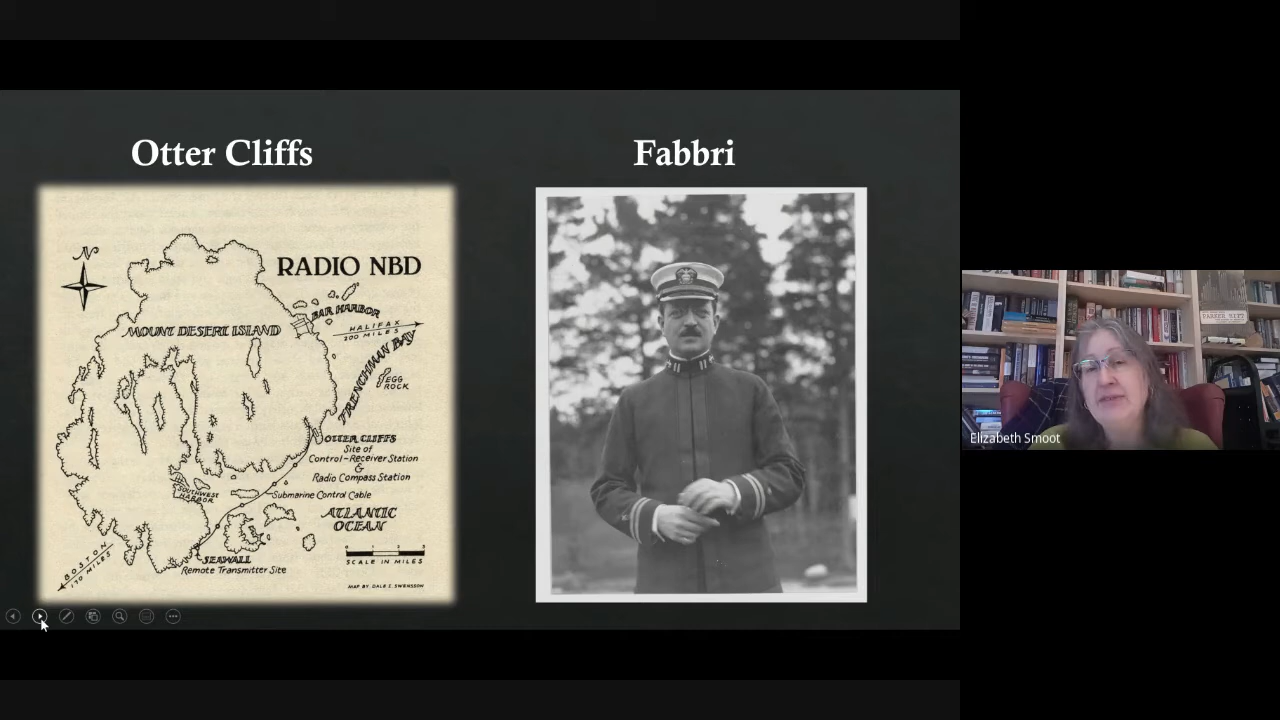 Otter Cliffs
Fabbri
N
RADIO NBD
BAR HARBOR
MOUNT DESERT ISLAND
HALIFAX
200 MILES
TRENCHMAN BAY
EGG
ROCK
OTTER CLIFFS
Site of
Control-Receiver Station
&
Radio Compass Station
SOUTHWEST
HARBOR
Submarine Control Cable
ATLANTIC
OCEAN
SEAWALL
Remote Transmitter Site
BOSTON
170 MILES
SCALE IN MILES
MAP BY DALE E. SWENSSON
Elizabeth Smoot